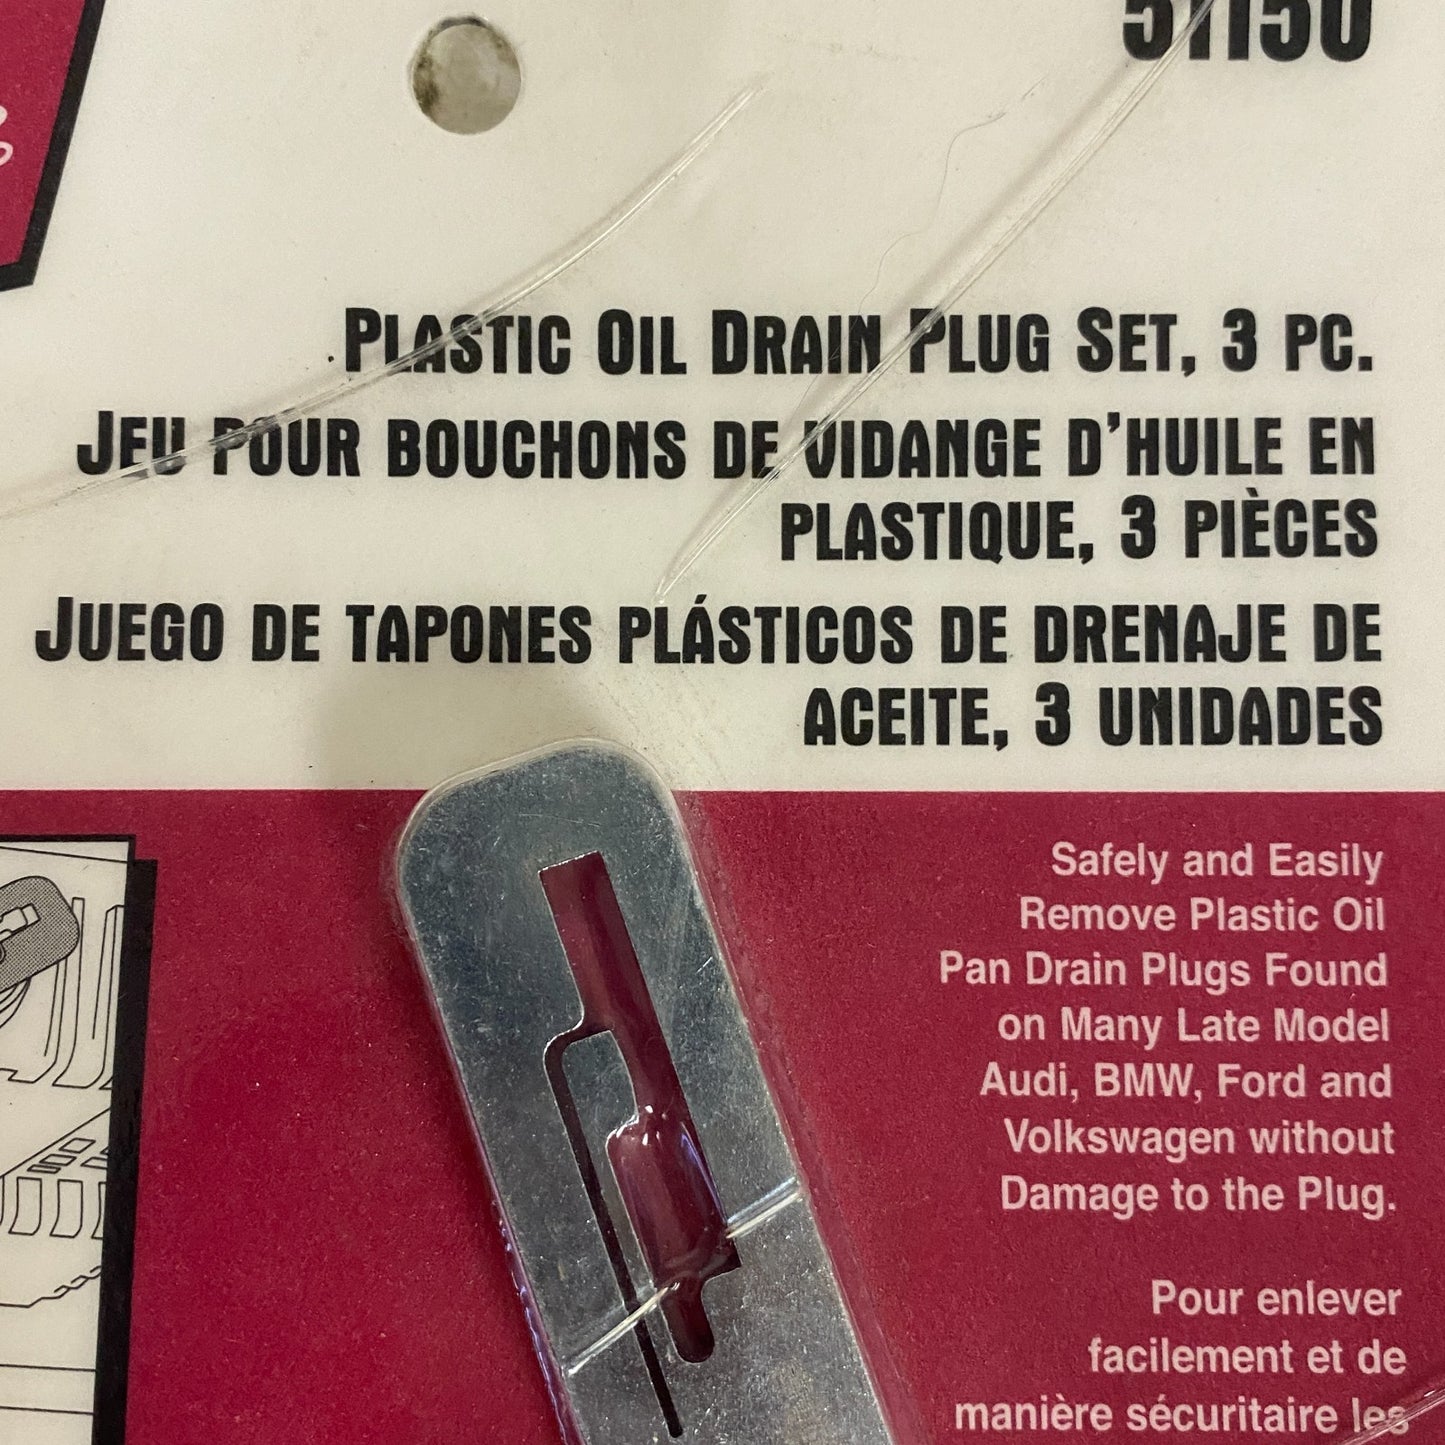 51150
PLASTIC OIL DRAIN PLUG SET, 3 PC.
JEU POUR BOUCHONS DE VIDANGE D'HUILE EN
PLASTIQUE, 3 PIÈCES
JUEGO DE TAPONES PLÁSTICOS DE DRENAJE DE
ACEITE, 3 UNIDADES
Safely and Easily
Remove Plastic Oil
Pan Drain Plugs Found
on Many Late Model
Audi, BMW, Ford and
Volkswagen without
Damage to the Plug.
Pour enlever
facilement et de
manière sécuritaire les